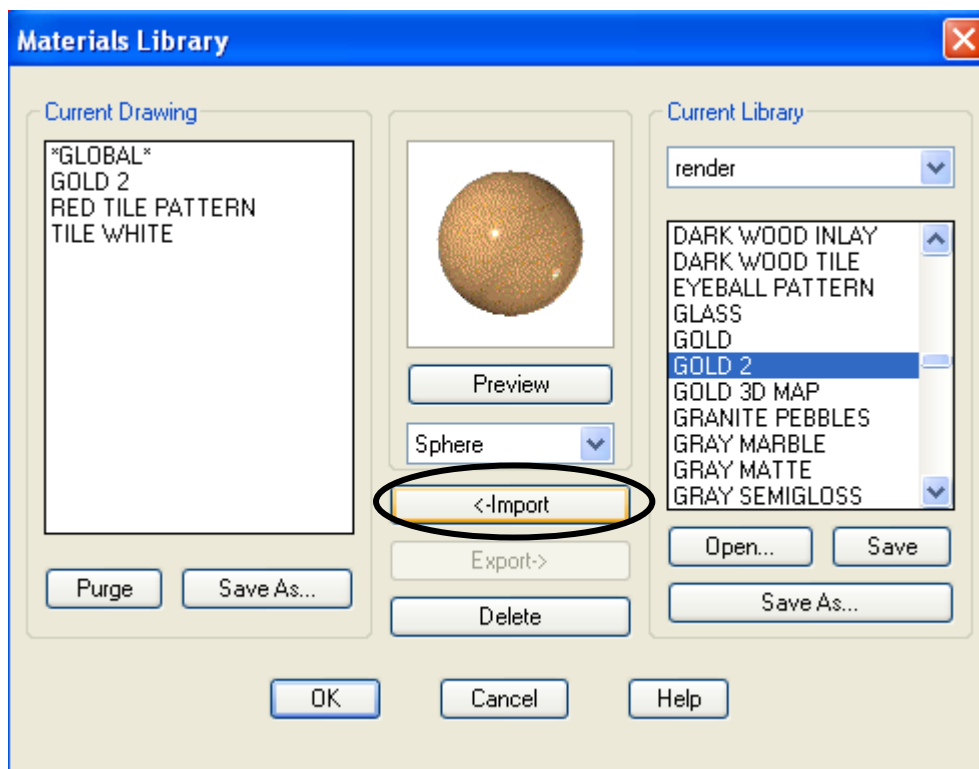 Materials Library
Current Drawing
*GLOBAL*
GOLD 2
RED TILE PATTERN
TILE WHITE
Purge
Save As...
Preview
Sphere
<-Import
Export->
Delete
Current Library
render
DARK WOOD INLAY
DARK WOOD TILE
EYEBALL PATTERN
GLASS
GOLD
GOLD 2
GOLD 3D MAP
GRANITE PEBBLES
GRAY MARBLE
GRAY MATTE
GRAY SEMIGLOSS
Open...
Save
Save As...
OK
Cancel
Help